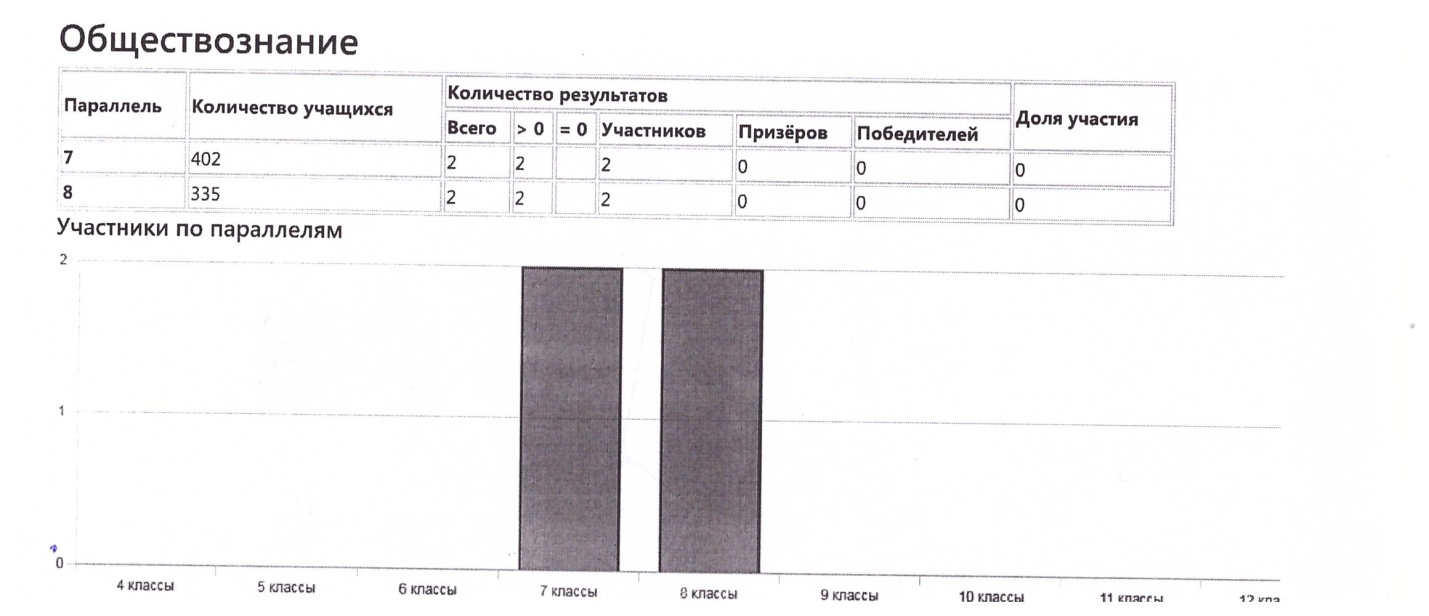 Обществознание
Параллель Количество учащихся Количество результатов Доля участия
Всего > 0 = 0 Участников Призёров Победителей
7 402 2 2 2 0 0 0
8 335 2 2 2 0 0 0
Участники по параллелям
2
1
0
4 классы 5 классы 6 классы 7 классы 8 классы 9 классы 10 классы 11 классы 12